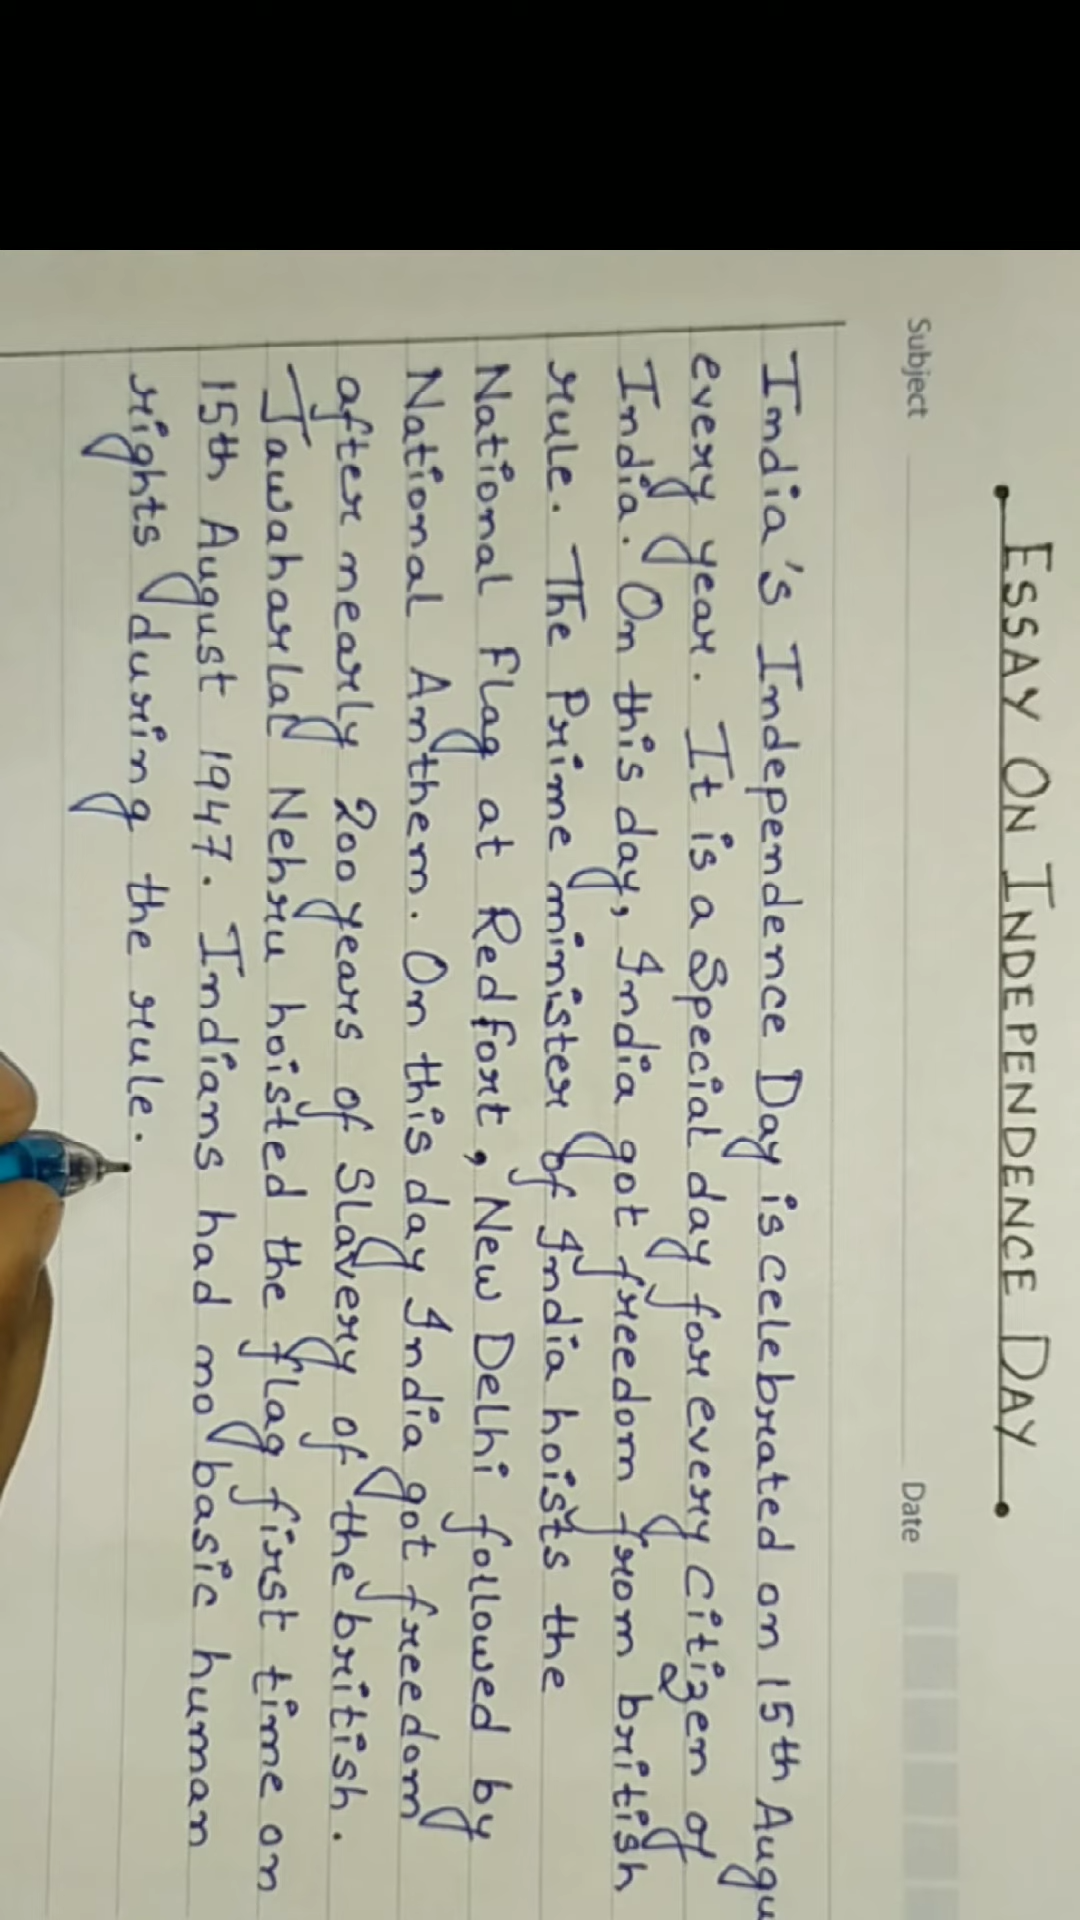 ESSAY ON INDEPENDENCE DAY
Subject Date
India's Independence Day is celebrated on 15th Augu
every year. It is a Special day for every citizen of
India. On this day, India got freedom from british
rule. The Prime minister of India hoists the
National Flag at Red fort, New Delhi followed by
National Anthem. On this day India got freedom
after nearly 200 years of Slavery of the british.
Jawaharlal Nehru hoisted the flag first time on
15th August 1947. Indians had no basic human
rights during the rule.